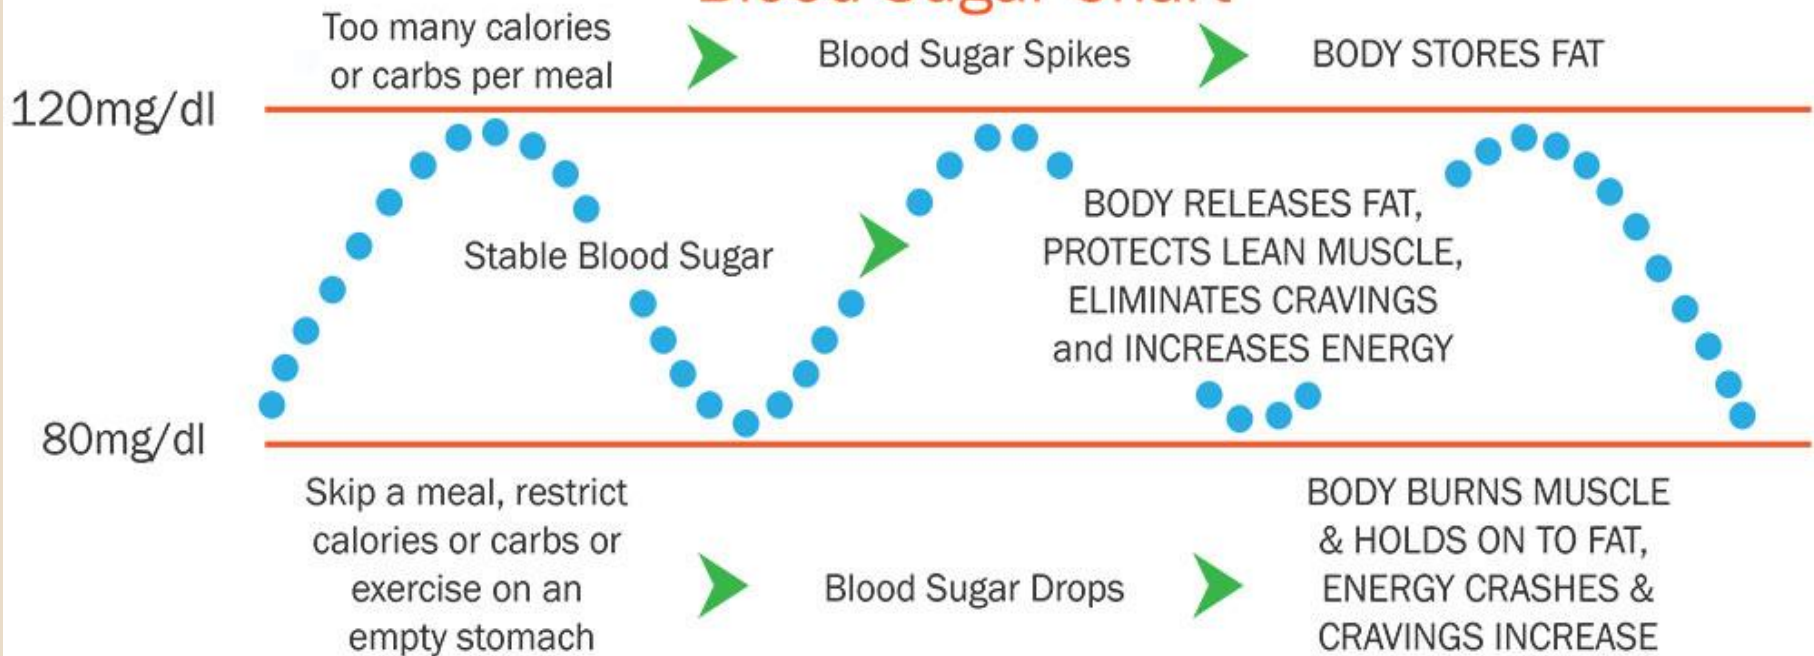 Blood Sugar Chart
Too many calories
or carbs per meal
Blood Sugar Spikes
BODY STORES FAT
120mg/dl
Stable Blood Sugar
BODY RELEASES FAT,
PROTECTS LEAN MUSCLE,
ELIMINATES CRAVINGS
and INCREASES ENERGY
80mg/dl
Skip a meal, restrict
calories or carbs or
exercise on an
empty stomach
Blood Sugar Drops
BODY BURNS MUSCLE
& HOLDS ON TO FAT,
ENERGY CRASHES &
CRAVINGS INCREASE